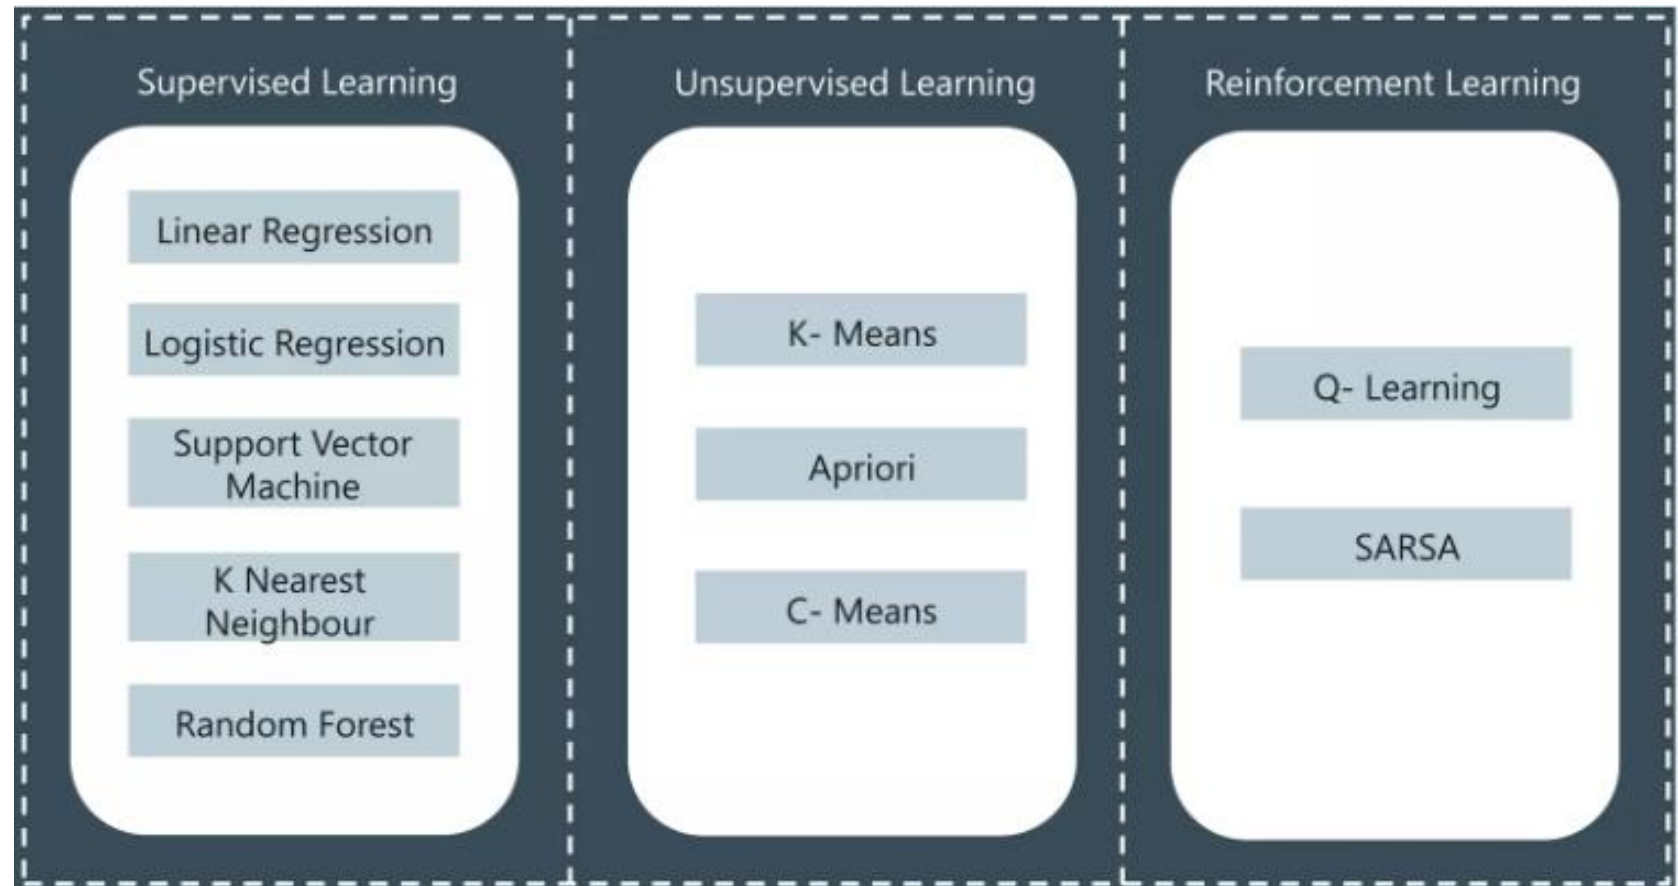 Supervised Learning
Linear Regression
Logistic Regression
Support Vector
Machine
K Nearest
Neighbour
Random Forest
Unsupervised Learning
K- Means
Apriori
C- Means
Reinforcement Learning
Q- Learning
SARSA